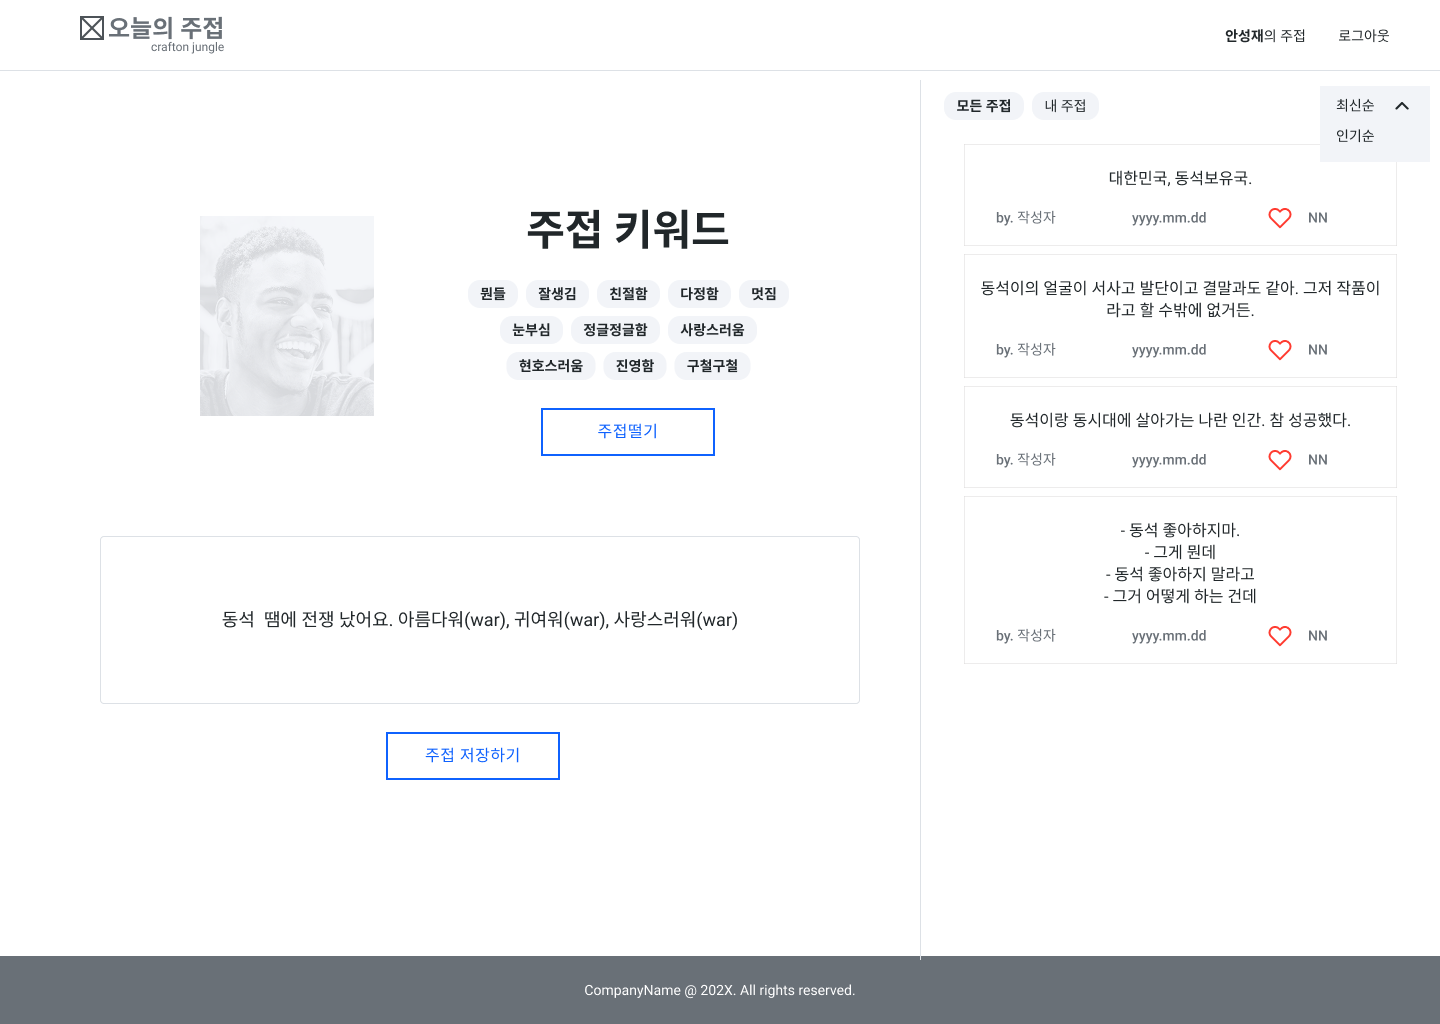 오늘의 주접
crafton jungle
안성재의 주접 로그아웃
주접 키워드
뭔들 잘생김 친절함 다정함 멋짐
눈부심 정글정글함 사랑스러움
현호스러움 진영함 구철구철
주접떨기
동석  땜에 전쟁 났어요. 아름다워(war), 귀여워(war), 사랑스러워(war)
주접 저장하기
모든 주접 내 주접
최신순
인기순
대한민국, 동석보유국.
by. 작성자 yyyy.mm.dd NN
동석이의 얼굴이 서사고 발단이고 결말과도 같아. 그저 작품이
라고 할 수밖에 없거든.
by. 작성자 yyyy.mm.dd NN
동석이랑 동시대에 살아가는 나란 인간. 참 성공했다.
by. 작성자 yyyy.mm.dd NN
- 동석 좋아하지마.
- 그게 뭔데
- 동석 좋아하지 말라고
- 그거 어떻게 하는 건데
by. 작성자 yyyy.mm.dd NN
CompanyName @ 202X. All rights reserved.